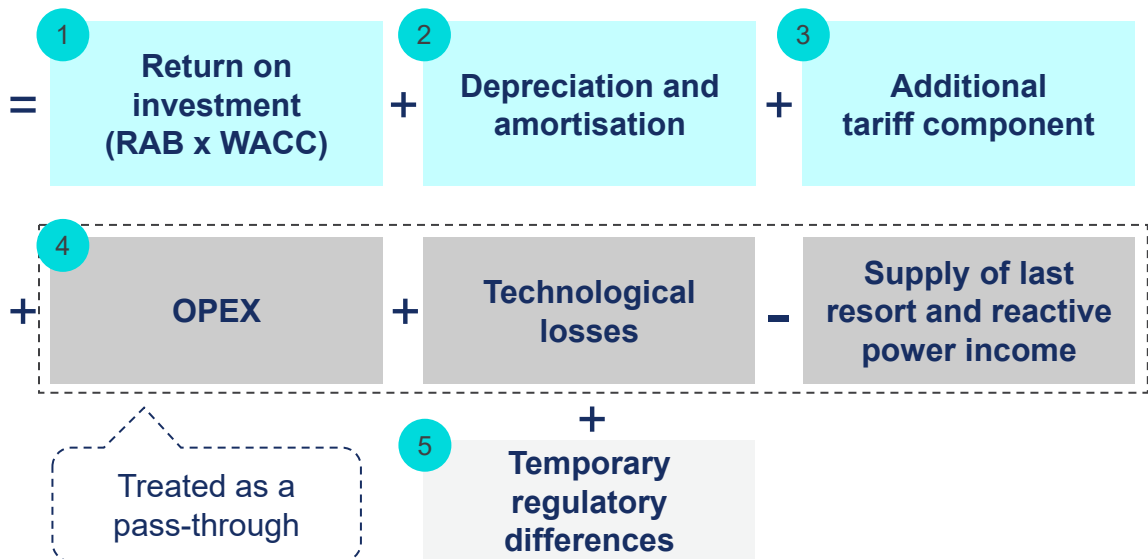 1
2
3
=
Return on
investment
(RAB x WACC)
+
Depreciation and
amortisation
+
Additional
tariff component
4
+
OPEX
+
Technological
losses
-
Supply of last
resort and reactive
power income
+
Treated as a
pass-through
5
Temporary
regulatory
differences